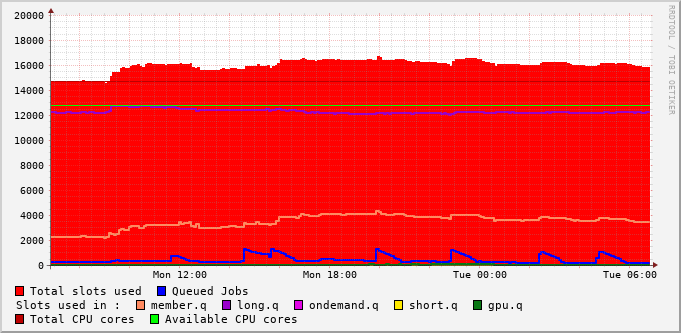 20000
18000
16000
14000
12000
10000
8000
6000
4000
2000
0
Mon 12:00 Mon 18:00 Tue 00:00 Tue 06:00
RRDTOOL / TOBI OETIKER
Total slots used Queued Jobs
Slots used in : member.q long.q ondemand.q short.q gpu.q
Total CPU cores Available CPU cores